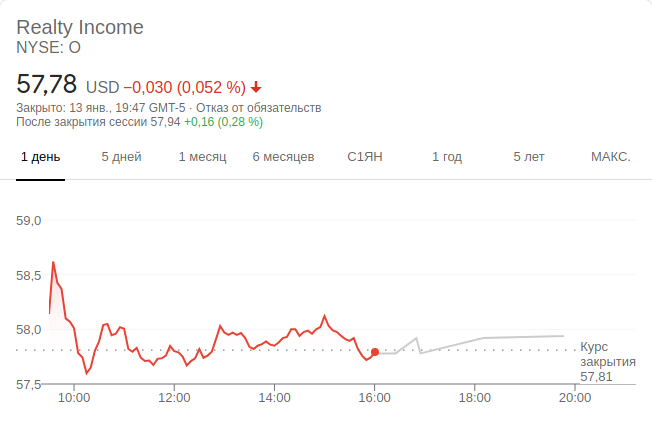 Realty Income
NYSE: O
57,78 USD −0,030 (0,052 %)
Закрыто: 13 янв., 19:47 GMT-5 · Отказ от обязательств
После закрытия сессии 57,94 +0,16 (0,28 %)
1 день 5 дней 1 месяц 6 месяцев С1ЯН 1 год 5 лет МАКС.
59,0
58,5
58,0
57,5
Курс
закрытия
57,81
10:00 12:00 14:00 16:00 18:00 20:00